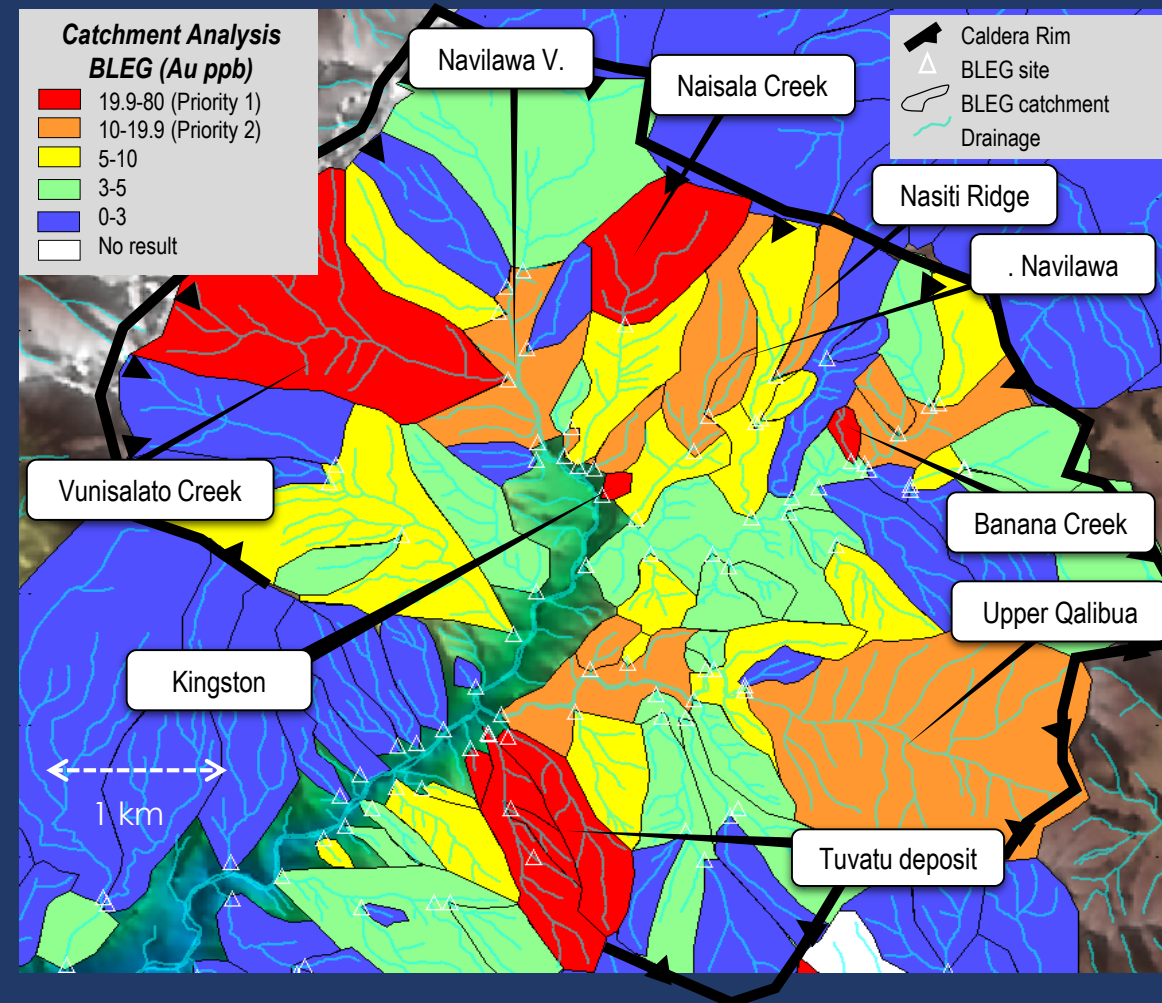 Catchment Analysis
BLEG (Au ppb)
19.9-80 (Priority 1)
10-19.9 (Priority 2)
5-10
3-5
0-3
No result
Caldera Rim
BLEG site
BLEG catchment
Drainage
Navilawa V.
Naisala Creek
Nasiti Ridge
. Navilawa
Vunisalato Creek
Banana Creek
Upper Qalibua
Kingston
1 km
Tuvatu deposit